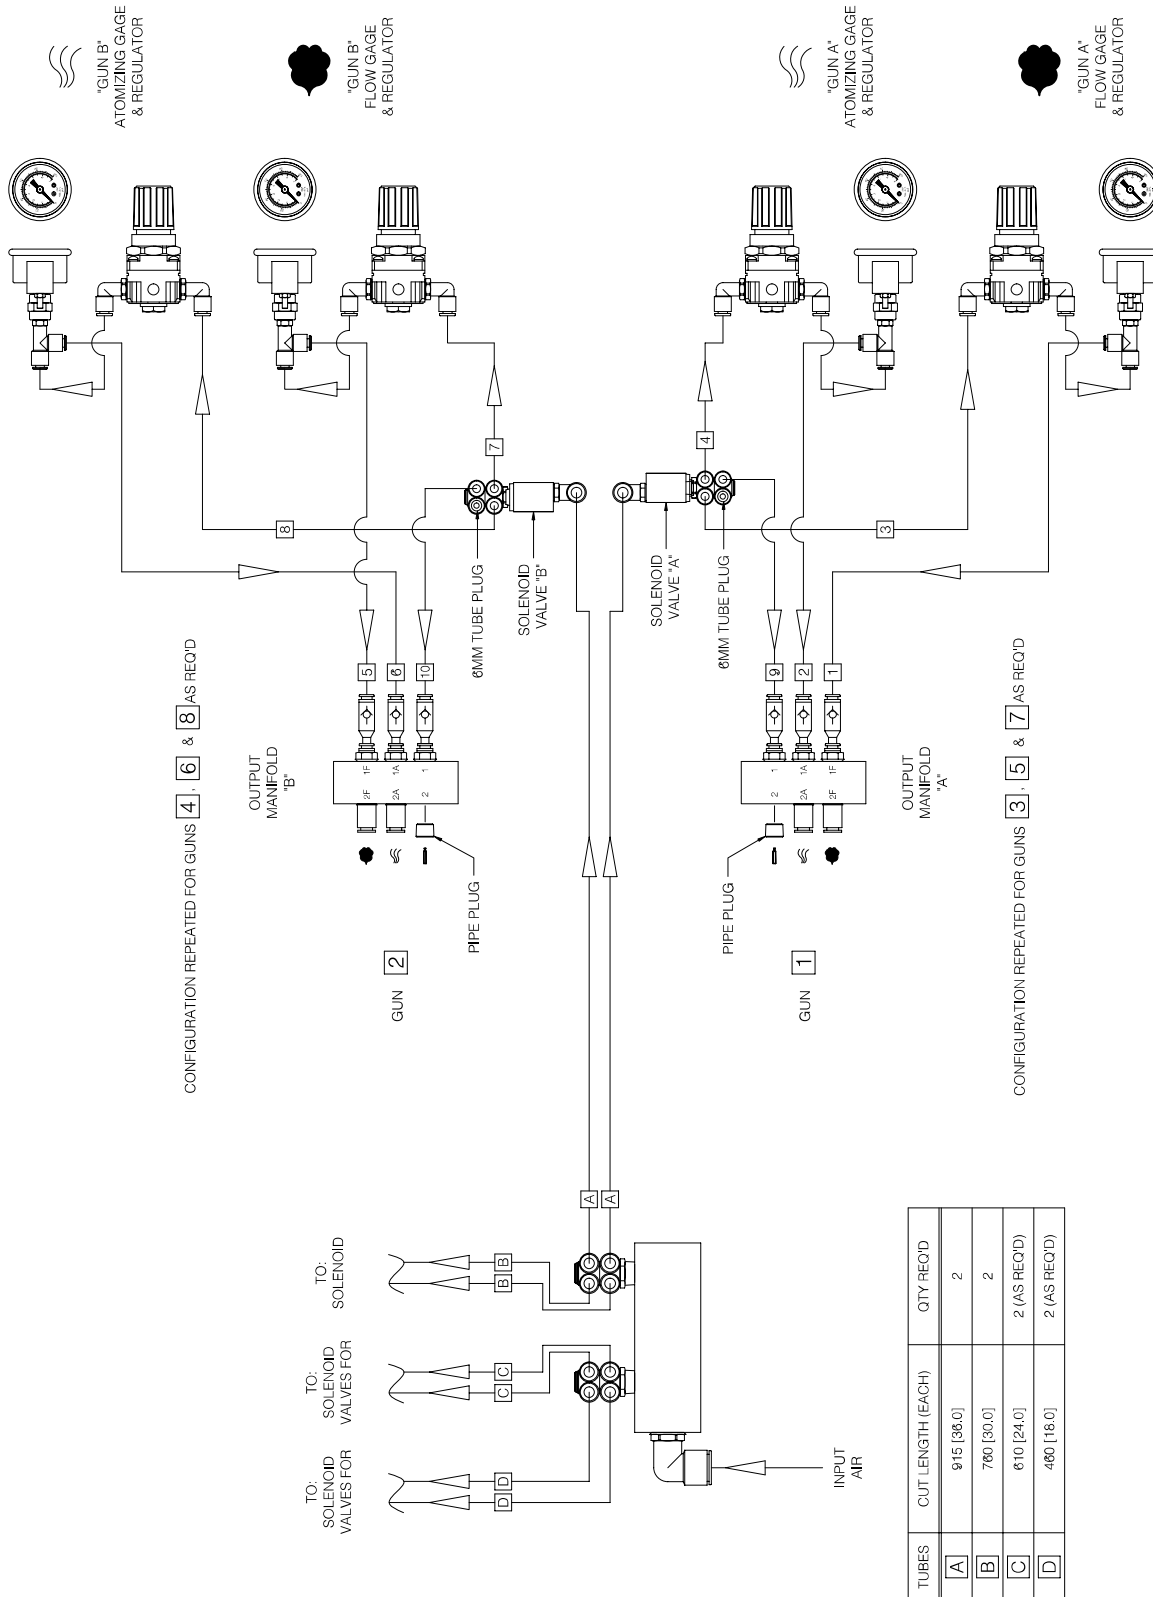 "GUN B"
ATOMIZING GAGE
& REGULATOR
"GUN B"
FLOW GAGE
& REGULATOR
"GUN A"
ATOMIZING GAGE
& REGULATOR
"GUN A"
FLOW GAGE
& REGULATOR
7
8
4
3
6MM TUBE PLUG
SOLENOID
VALVE "B"
SOLENOID
VALVE "A"
6MM TUBE PLUG
5
6
10
9
2
1
CONFIGURATION REPEATED FOR GUNS 4 , 6 & 8 AS REQ'D
OUTPUT
MANIFOLD
"B"
1F
1A
1
2F
2A
2
PIPE PLUG
GUN 2
1
1A
1F
2
2A
2F
OUTPUT
MANIFOLD
"A"
PIPE PLUG
GUN 1
CONFIGURATION REPEATED FOR GUNS 3 , 5 & 7 AS REQ'D
A
A
TO:
SOLENOID
B
B
TO:
SOLENOID
VALVES FOR
C
C
TO:
SOLENOID
VALVES FOR
D
D
INPUT
AIR
TUBES CUT LENGTH (EACH) QTY REQ'D
A 915 [36.0] 2
B 760 [30.0] 2
C 610 [24.0] 2 (AS REQ'D)
D 460 [18.0] 2 (AS REQ'D)